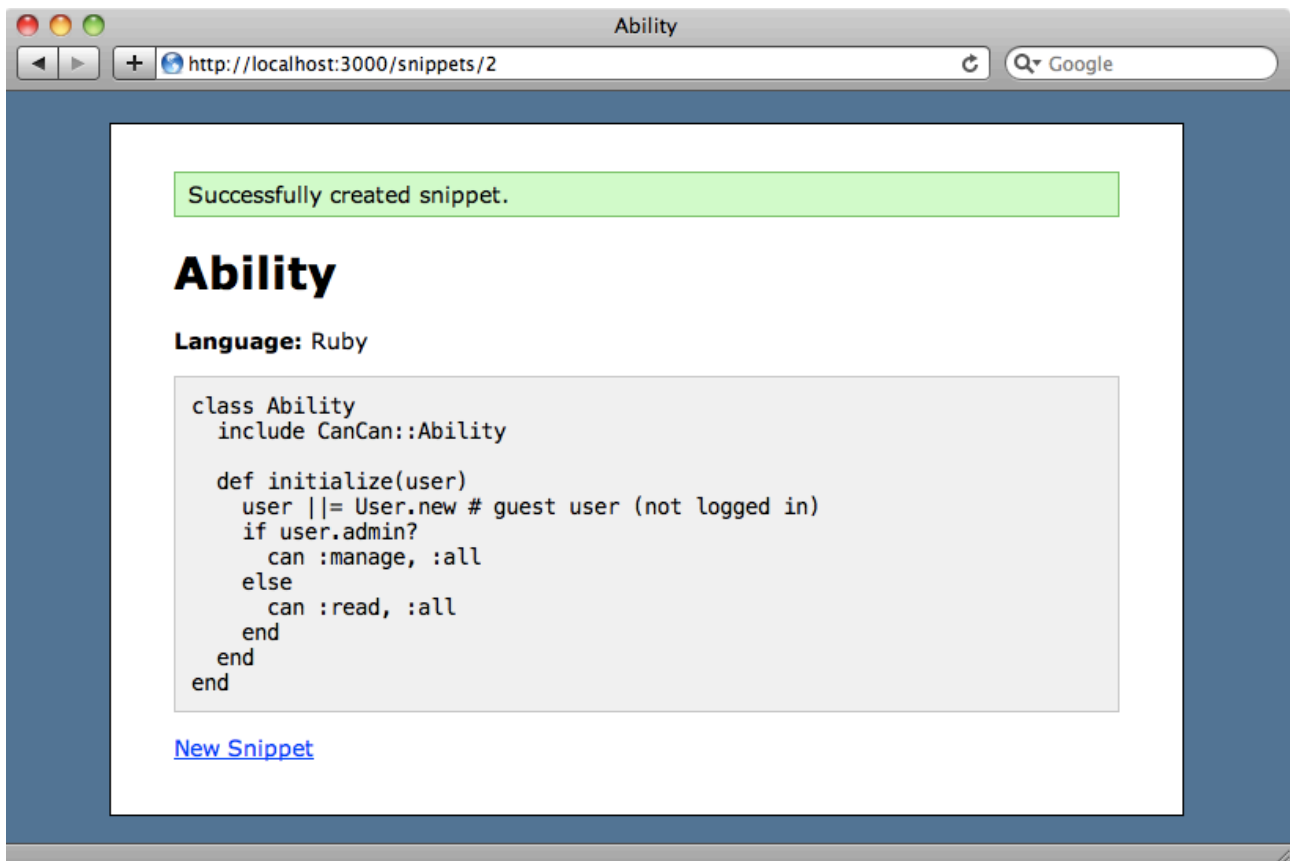 Ability
http://localhost:3000/snippets/2
Google
Successfully created snippet.
Ability
Language: Ruby
class Ability
  include CanCan::Ability

  def initialize(user)
    user ||= User.new # guest user (not logged in)
    if user.admin?
      can :manage, :all
    else
      can :read, :all
    end
  end
end
New Snippet